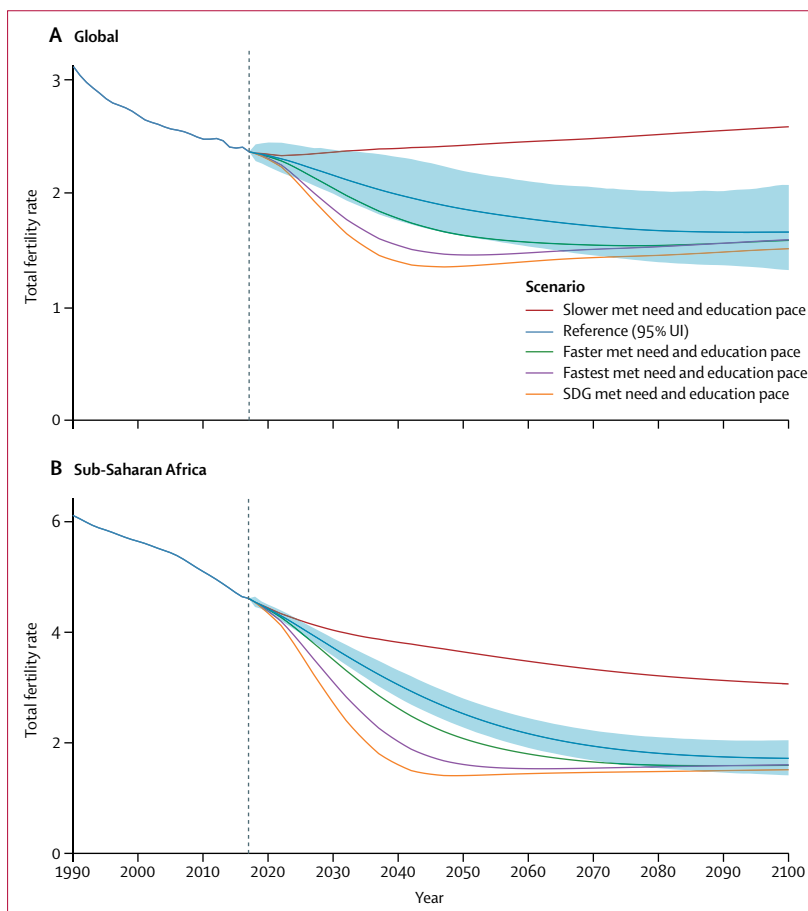 A Global
3
2
1
0
Total fertility rate
Scenario
Slower met need and education pace
Reference (95% UI)
Faster met need and education pace
Fastest met need and education pace
SDG met need and education pace
B Sub-Saharan Africa
6
4
2
0
Total fertility rate
1990 2000 2010 2020 2030 2040 2050 2060 2070 2080 2090 2100
Year